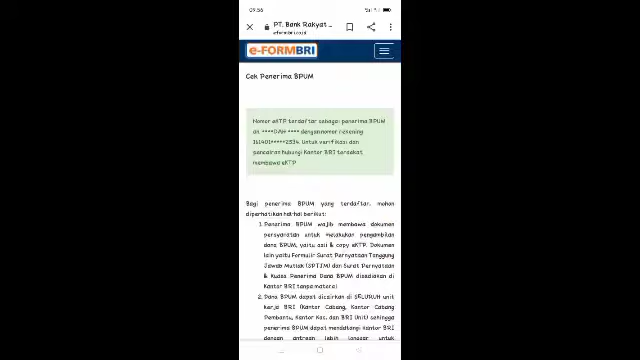 09.56
PT. Bank Rakyat ...
eform.bri.co.id
e-FORMBRI
Cek Penerima BPUM
Nomor eKTP terdaftar sebagai penerima BPUM
an. dengan nomor rekening
Untuk verifikasi dan
pencairan hubungi Kantor BRI terdekat
membawa eKTP
Bagi penerima BPUM yang terdaftar, mohon
diperhatikan hal-hal berikut:
1. Penerima BPUM wajib membawa dokumen
persyaratan untuk melakukan pengambilan
dana BPUM, yaitu asli & copy eKTP. Dokumen
lain yaitu Formulir Surat Pernyataan Tanggung
Jawab Mutlak (SPTJM) dan Surat Pernyataan
& Kuasa Penerima Dana BPUM disediakan di
Kantor BRI tanpa materai
2. Dana BPUM dapat dicairkan di SELURUH unit
kerja BRI (Kantor Cabang, Kantor Cabang
Pembantu, Kantor Kas, dan BRI Unit) sehingga
penerima BPUM dapat mendatangi kantor BRI
dengan antrean lebih longgar untuk